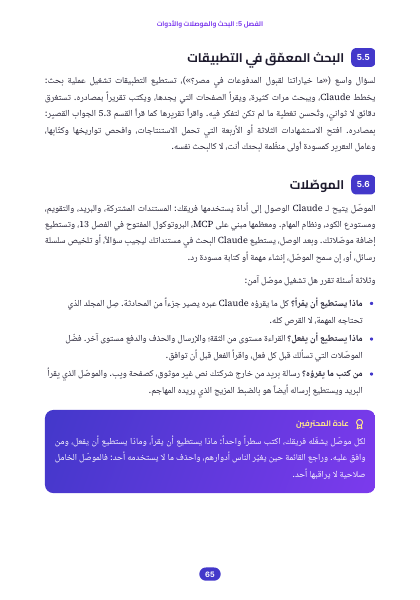 الفصل 5: البحث والموصلات والأدوات
5.5 البحث المعمّق في التطبيقات
لسؤال واسع («ما خياراتنا لقبول المدفوعات في مصر؟»)، تستطيع التطبيقات تشغيل عملية بحث:
يخطط Claude، ويبحث مرات كثيرة، ويقرأ الصفحات التي يجدها، ويكتب تقريراً بمصادره. تستغرق
دقائق لا ثواني، وتُحسن تغطية ما لم تكن لتفكر فيه. واقرأ تقريرها كما قرأ القسم 5.3 الجواب القصير:
بمصادره. افتح الاستشهادات الثلاثة أو الأربعة التي تحمل الاستنتاجات، وافحص تواريخها وكتّابها،
وعامل التقرير كمسودة أولى منظّمة لبحثك أنت، لا كالبحث نفسه.
5.6 الموصّلات
الموصّل يتيح لـ Claude الوصول إلى أداة يستخدمها فريقك: المستندات المشتركة، والبريد، والتقويم،
ومستودع الكود، ونظام المهام. ومعظمها مبني على MCP، البروتوكول المفتوح في الفصل 13، وتستطيع
إضافة موصّلاتك. وبعد الوصل، يستطيع Claude البحث في مستنداتك ليجيب سؤالاً، أو تلخيص سلسلة
رسائل، أو، إن سمح الموصّل، إنشاء مهمة أو كتابة مسودة رد.
وثلاثة أسئلة تقرر هل تشغيل موصّل آمن:
• ماذا يستطيع أن يقرأ؟ كل ما يقرؤه Claude عبره يصير جزءاً من المحادثة. صِل المجلد الذي
تحتاجه المهمة، لا القرص كله.
• ماذا يستطيع أن يفعل؟ القراءة مستوى من الثقة؛ والإرسال والحذف والدفع مستوى آخر. فضّل
الموصّلات التي تسألك قبل كل فعل، واقرأ الفعل قبل أن توافق.
• من كتب ما يقرؤه؟ رسالة بريد من خارج شركتك نص غير موثوق، كصفحة ويب. والموصّل الذي يقرأ
البريد ويستطيع إرساله أيضاً هو بالضبط المزيج الذي يريده المهاجم.
عادة المحترفين
لكل موصّل يشغّله فريقك، اكتب سطراً واحداً: ماذا يستطيع أن يقرأ، وماذا يستطيع أن يفعل، ومن
وافق عليه. وراجع القائمة حين يغيّر الناس أدوارهم، واحذف ما لا يستخدمه أحد: فالموصّل الخامل
صلاحية لا يراقبها أحد.
65